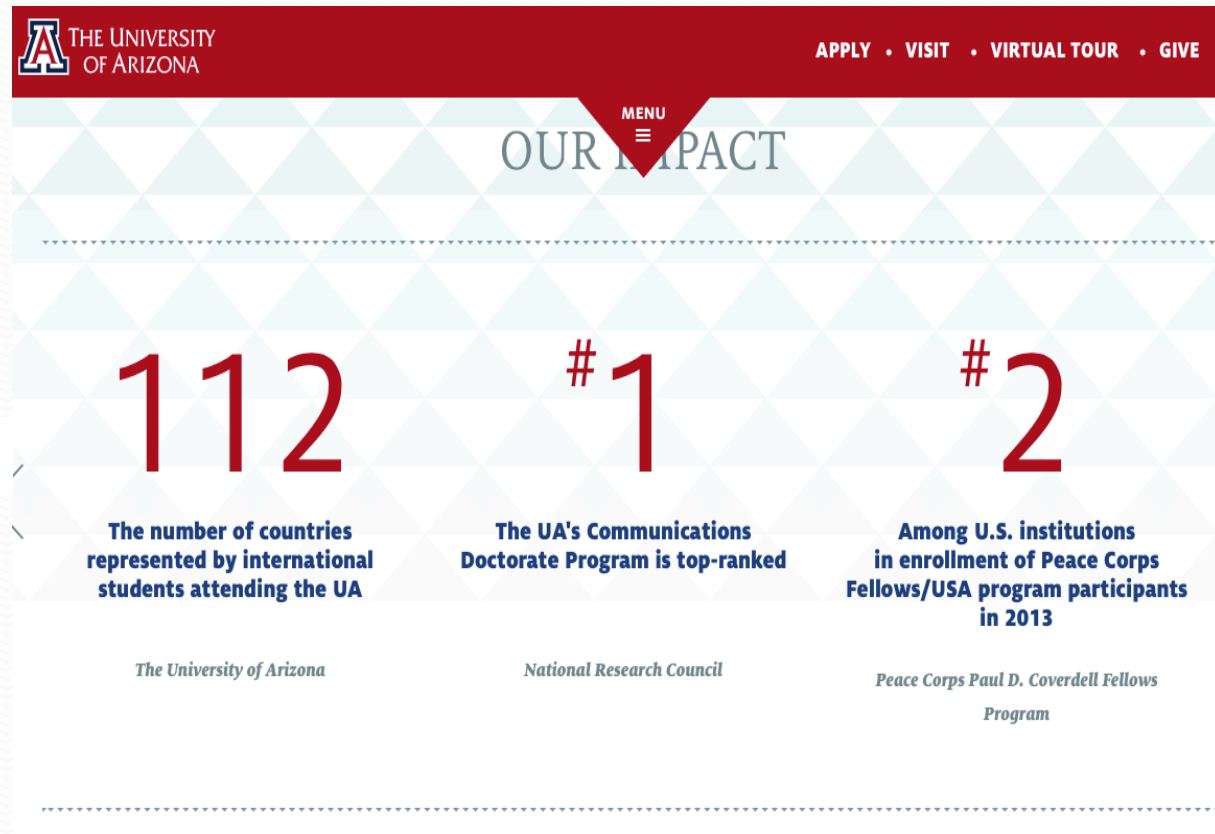 THE UNIVERSITY
OF ARIZONA
APPLY • VISIT • VIRTUAL TOUR • GIVE
MENU
OUR IMPACT
112
The number of countries
represented by international
students attending the UA
The University of Arizona
#1
The UA's Communications
Doctorate Program is top-ranked
National Research Council
#2
Among U.S. institutions
in enrollment of Peace Corps
Fellows/USA program participants
in 2013
Peace Corps Paul D. Coverdell Fellows
Program